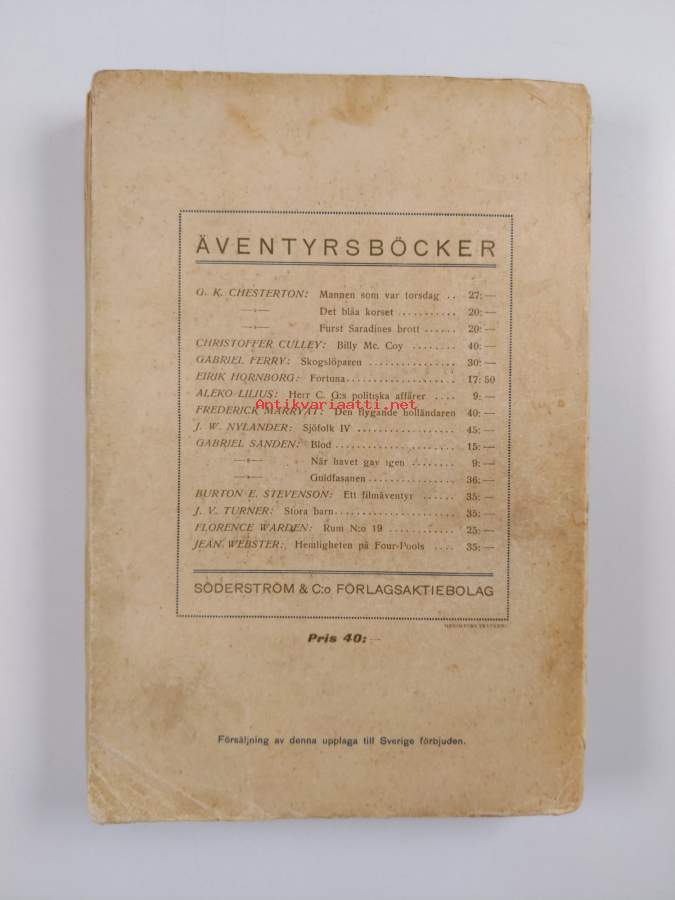 ÄVENTYRSBÖCKER
G. K. CHESTERTON: Mannen som var torsdag .. 27: —
—»— Det blåa korset .......... 20: —
—»— Furst Saradines brott ...... 20: —
CHRISTOFFER CULLEY: Billy Mc. Coy ........ 40: —
GABRIEL FERRY: Skogslöparen ............. 30: —
EIRIK HORNBORG: Fortuna.................... 17: 50
ALEKO LILIUS: Herr C. G:s politiska affärer .... 9: —
Antikvariaatti.net
FREDERICK MARRYAT: Den flygande holländaren 40: —
J. W. NYLANDER: Sjöfolk IV .................. 45: —
GABRIEL SANDEN: Blod...................... 15: —
—»— När havet gav igen ........ 9: —
—»— Guldfasanen .............. 36: —
BURTON E. STEVENSON: Ett filmäventyr ...... 35: —
J. V. TURNER: Stora barn..................... 35: —
FLORENCE WARDEN: Rum N:o 19 ............ 25: —
JEAN WEBSTER: Hemligheten på Four-Pools .... 35: —
SÖDERSTRÖM & C:o FÖRLAGSAKTIEBOLAG
Pris 40: —
Försäljning av denna upplaga till Sverige förbjuden.